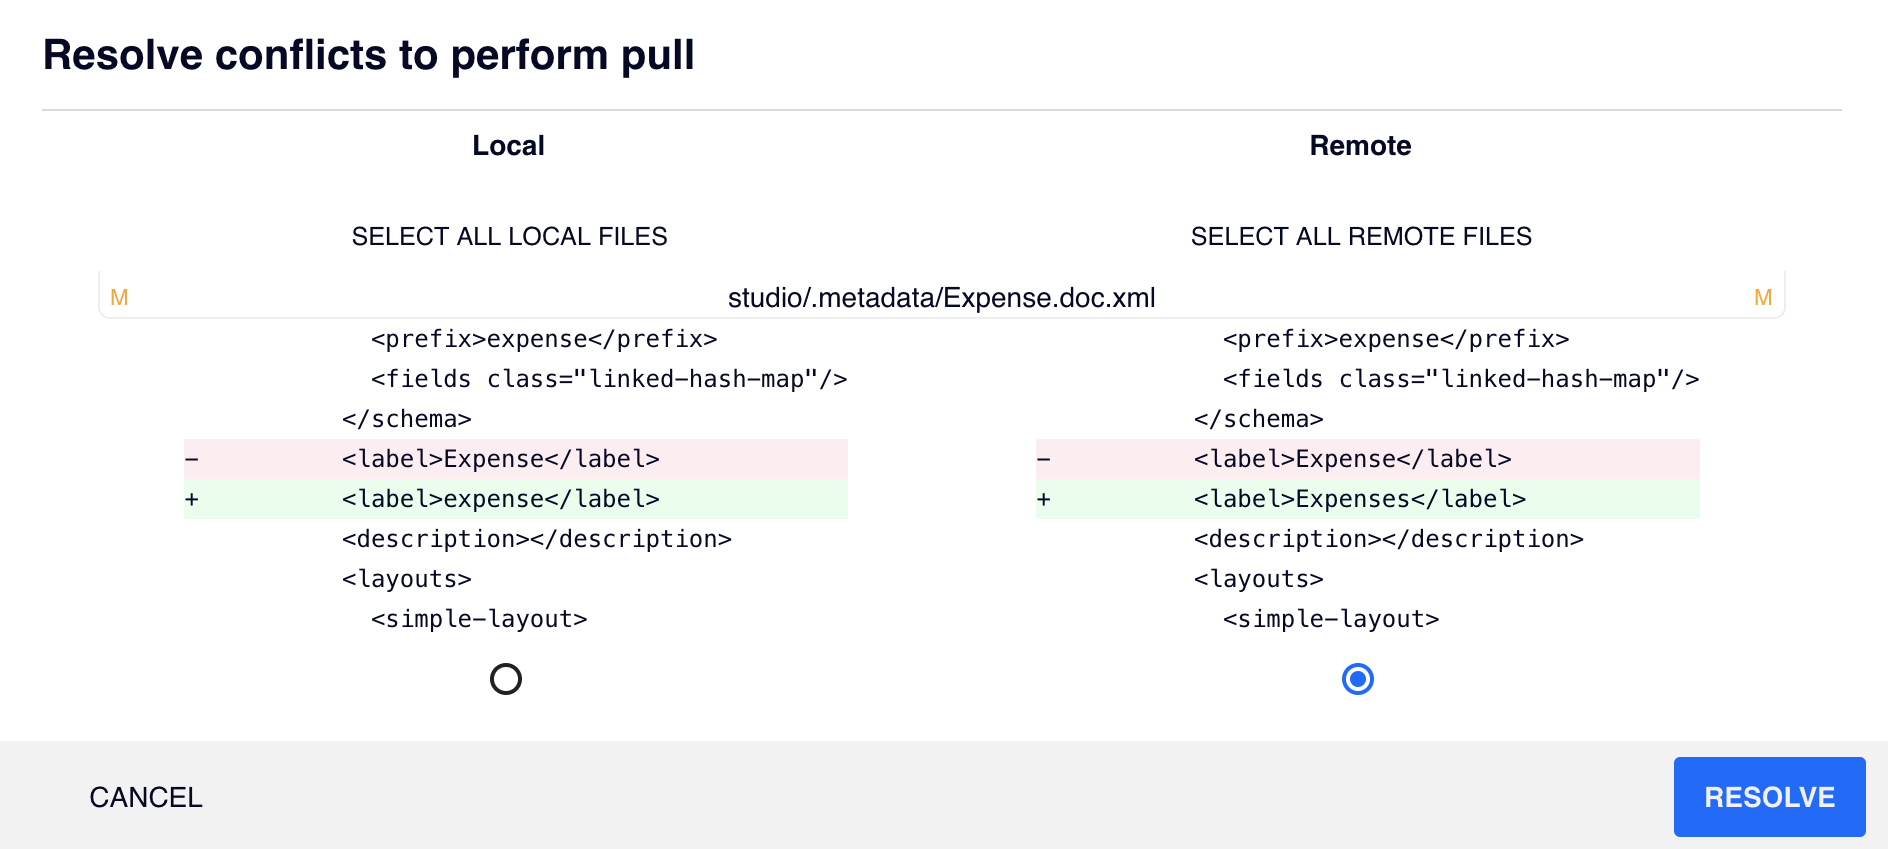 Resolve conflicts to perform pull
Local Remote
SELECT ALL LOCAL FILES SELECT ALL REMOTE FILES
M studio/.metadata/Expense.doc.xml M
<prefix>expense</prefix> <prefix>expense</prefix>
<fields class="linked-hash-map"/> <fields class="linked-hash-map"/>
</schema> </schema>
- <label>Expense</label> - <label>Expense</label>
+ <label>expense</label> + <label>Expenses</label>
<description></description> <description></description>
<layouts> <layouts>
<simple-layout> <simple-layout>
CANCEL RESOLVE